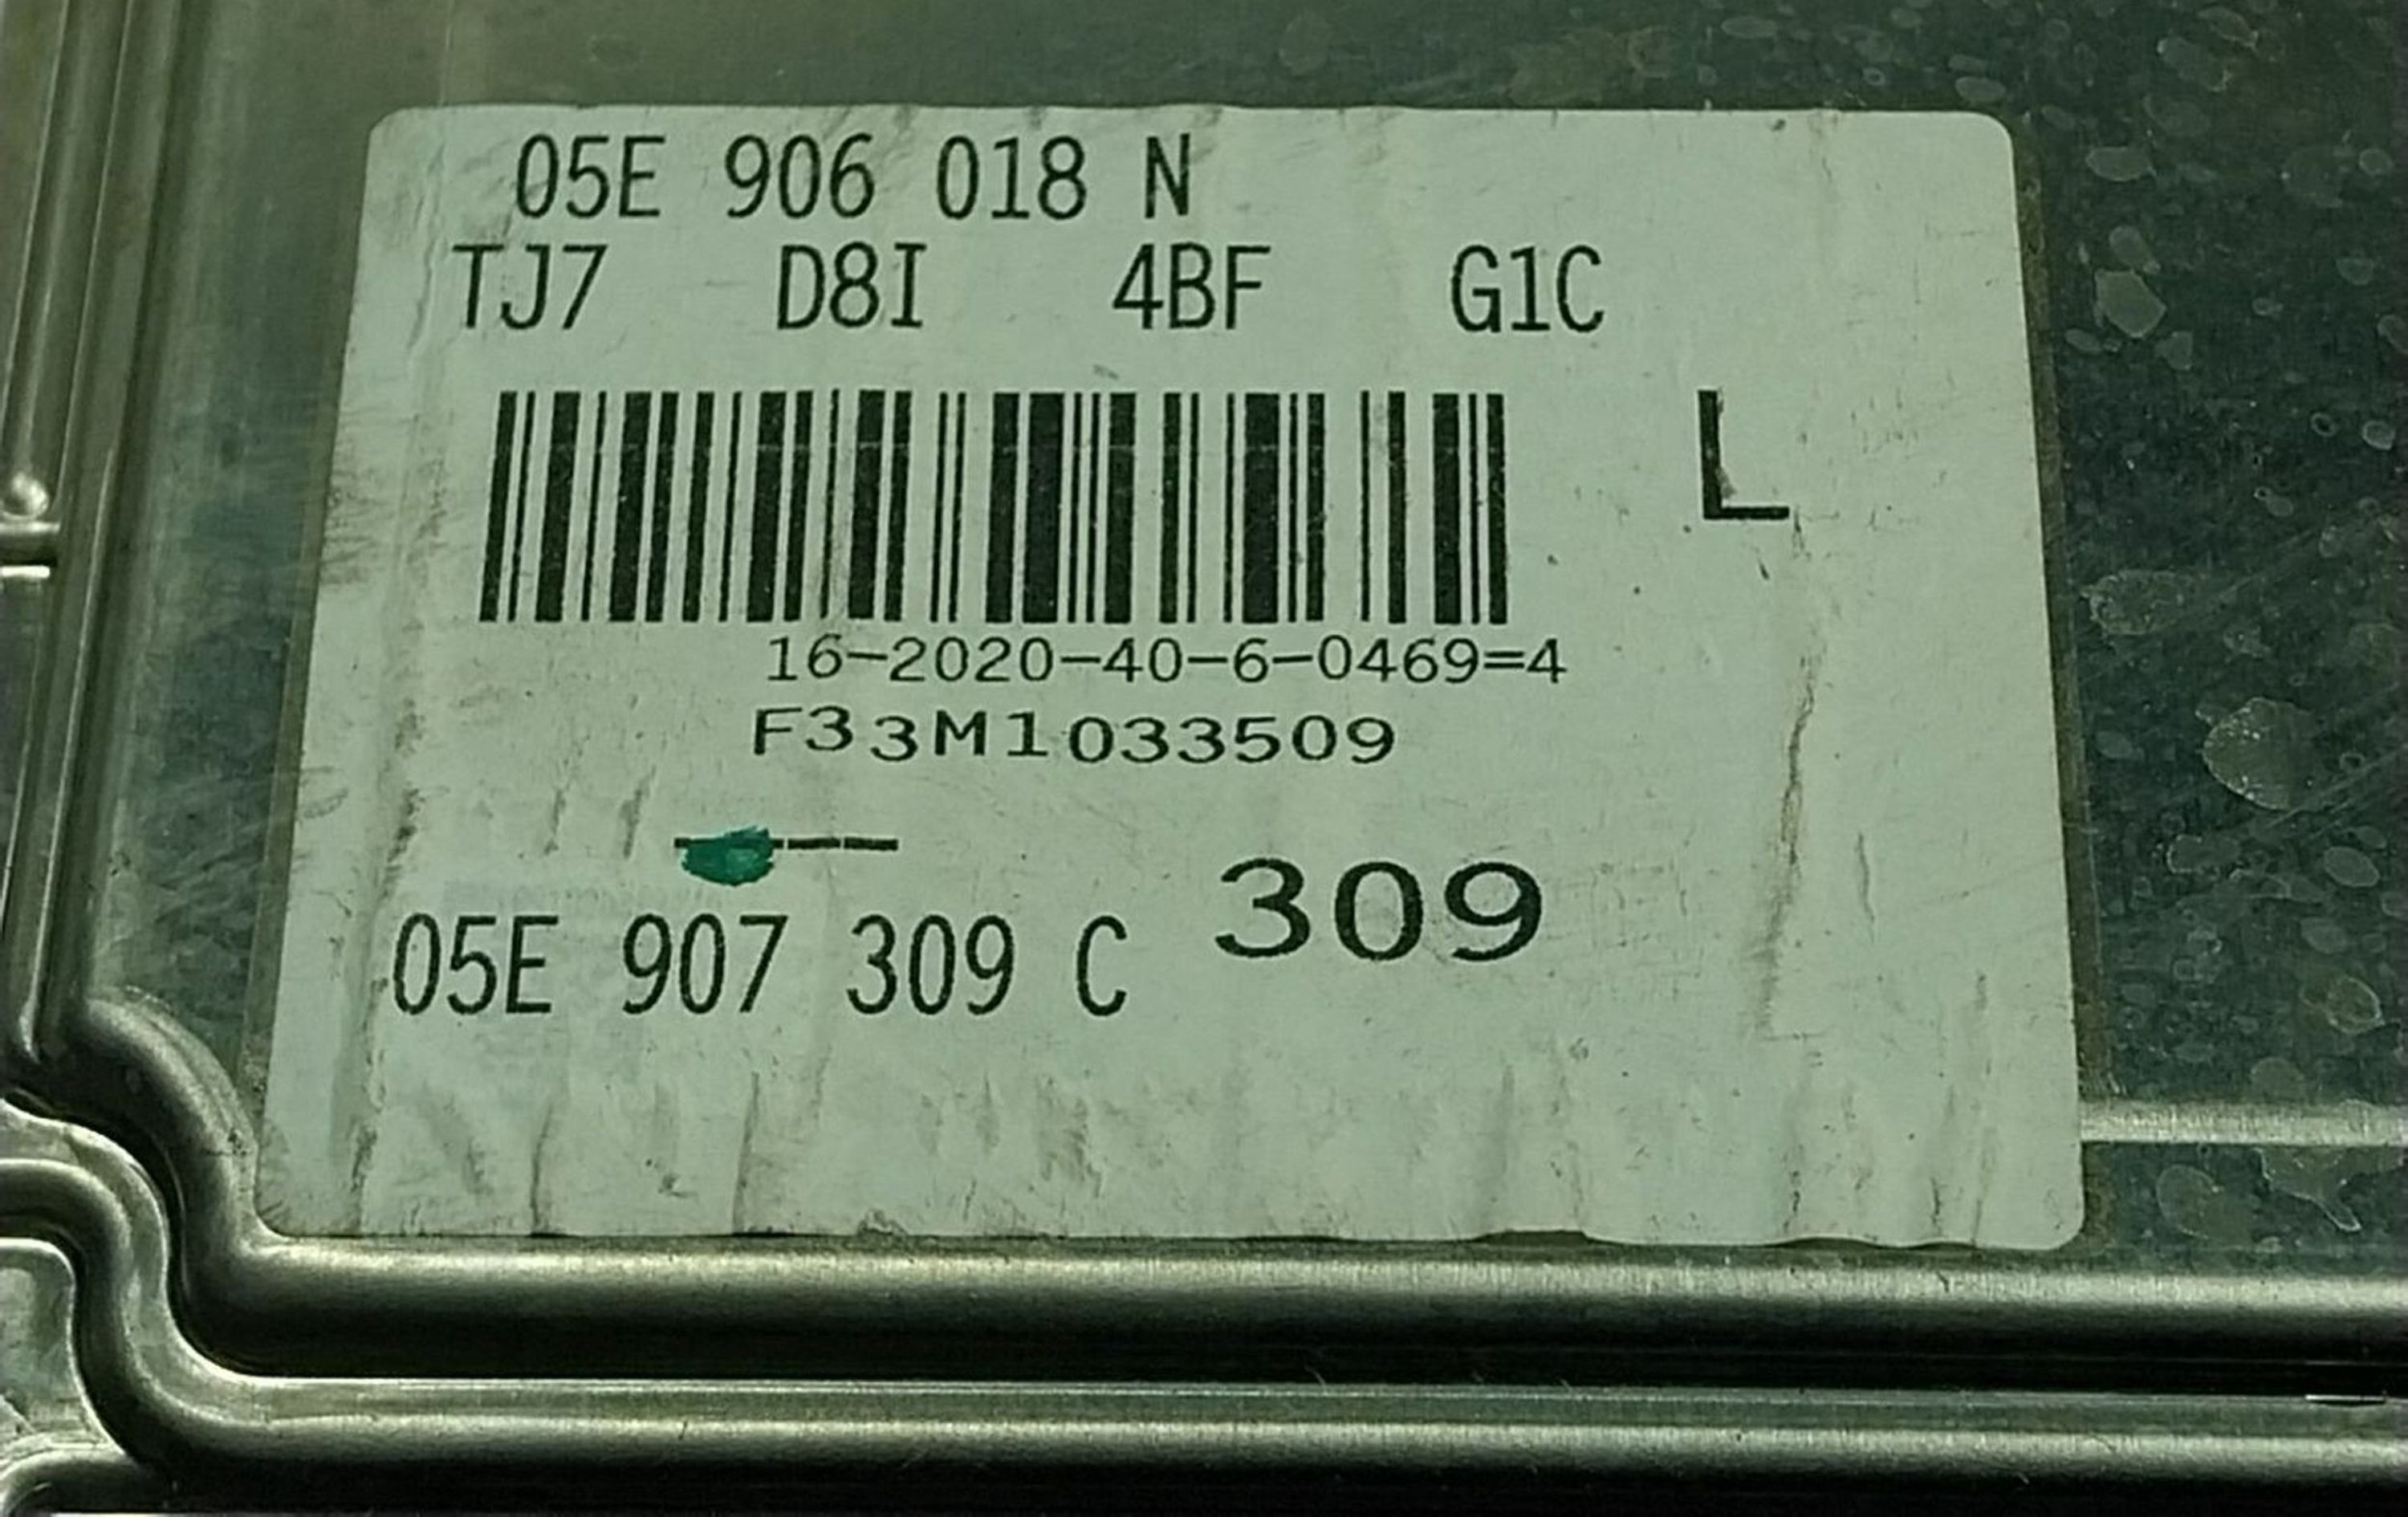 05E 906 018 N
TJ7 D8I 4BF G1C
L
16-2020-40-6-0469=4
F33M1033509
309
05E 907 309 C